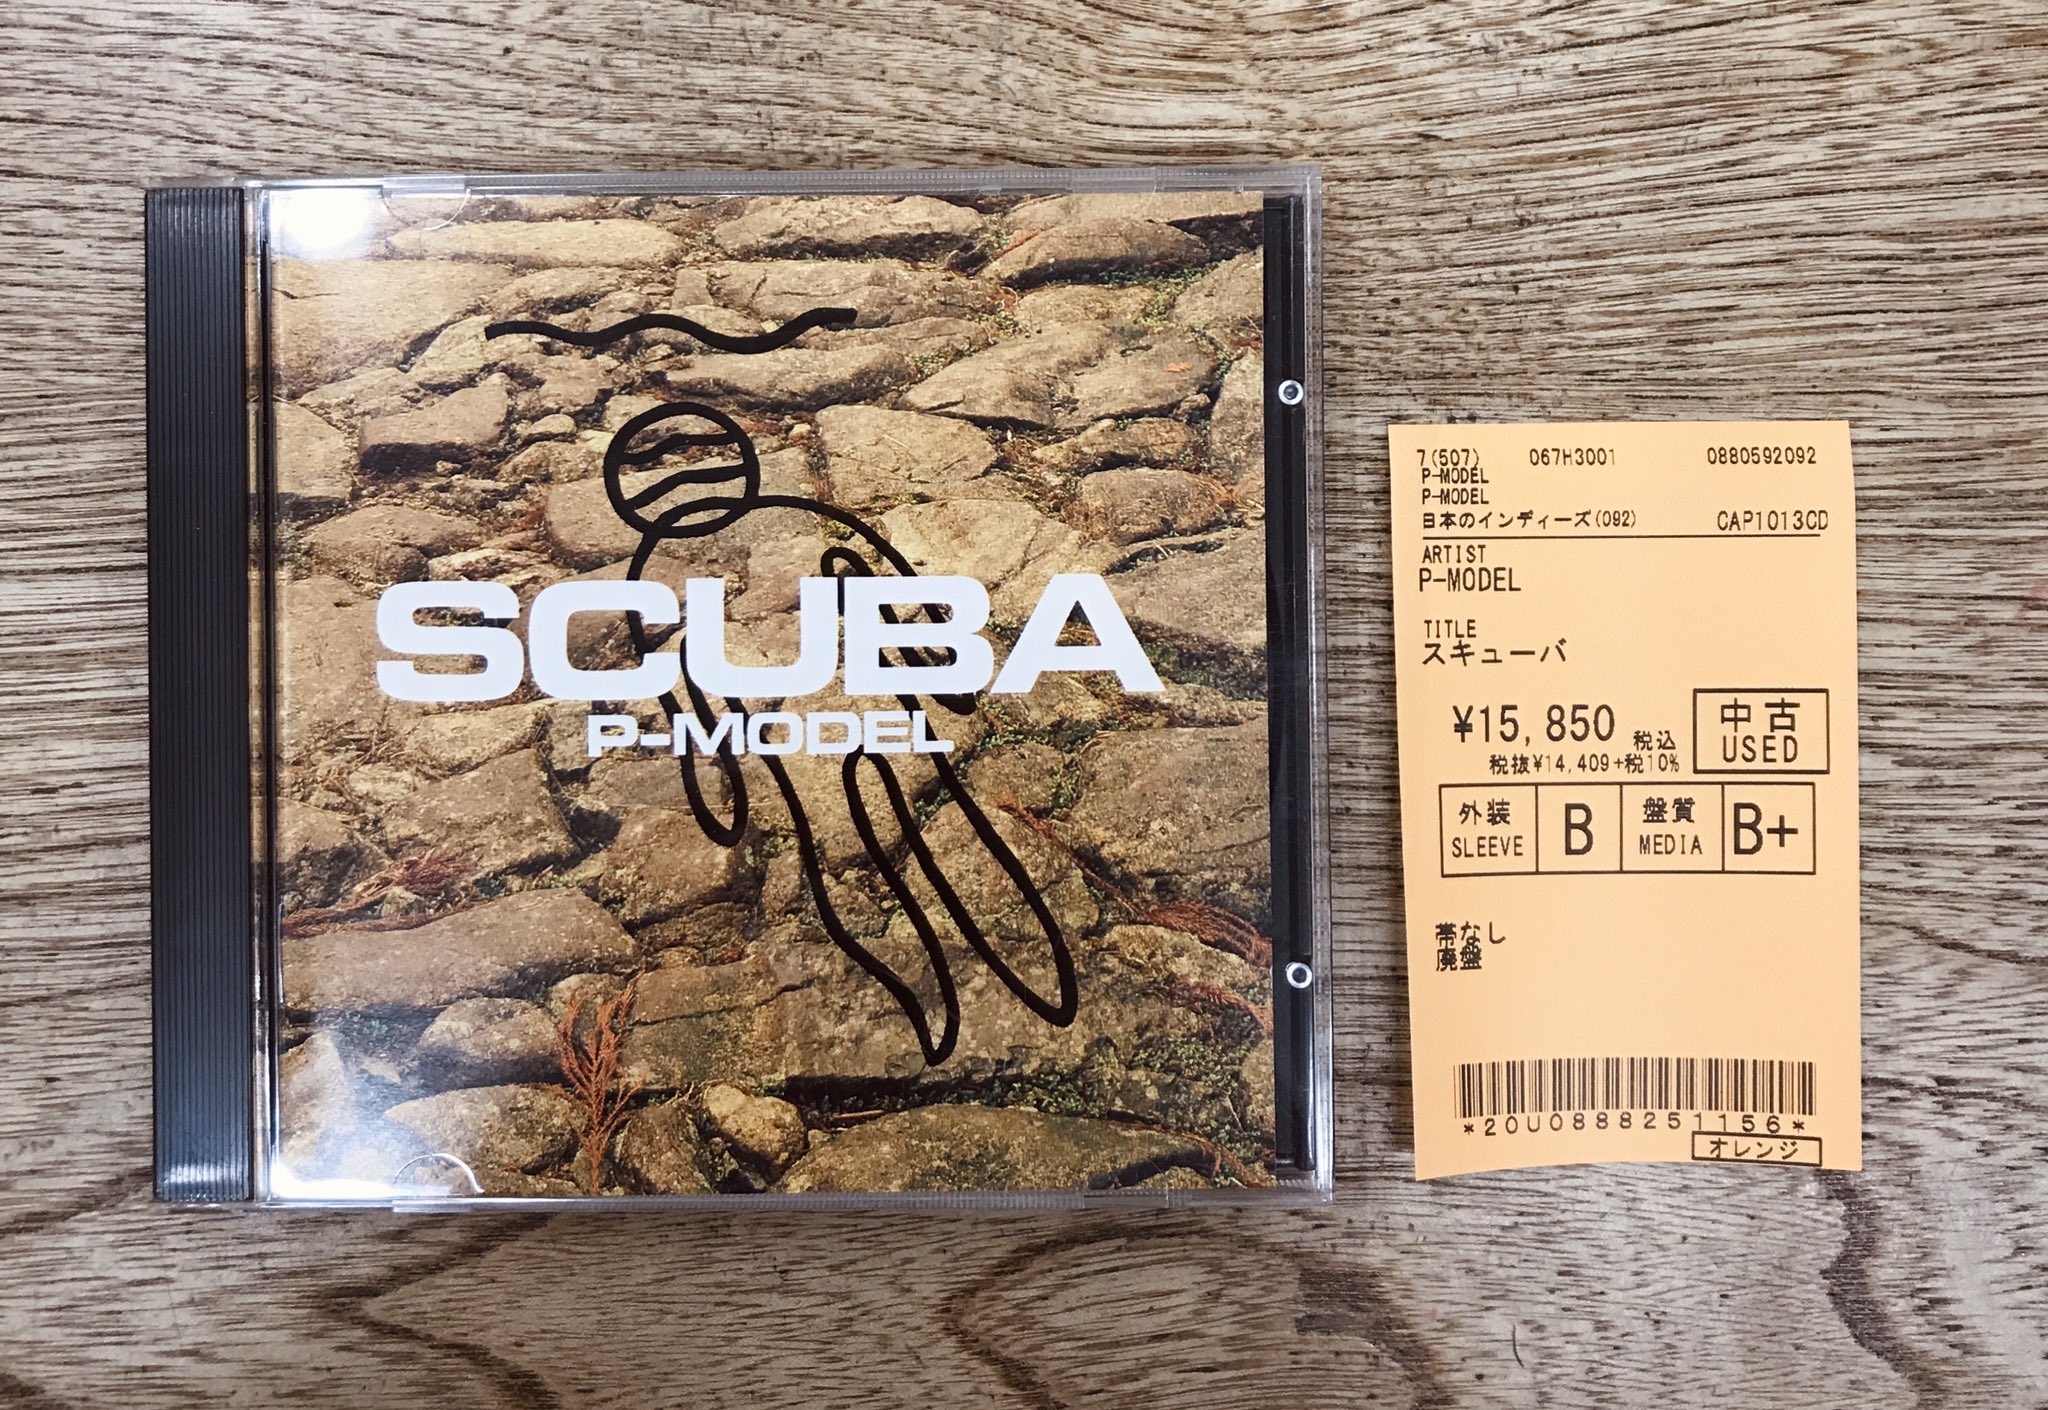 SCUBA
P-MODEL
7(507) 067H3001 0880592092
P-MODEL
P-MODEL
日本のインディーズ(092) CAP1013CD
ARTIST
P-MODEL
TITLE
スキューバ
¥15,850 税込
税抜¥14,409+税10%
中古
USED
外装
SLEEVE
B
盤質
MEDIA
B+
帯なし
廃盤
*20U0888251156*
オレンジ